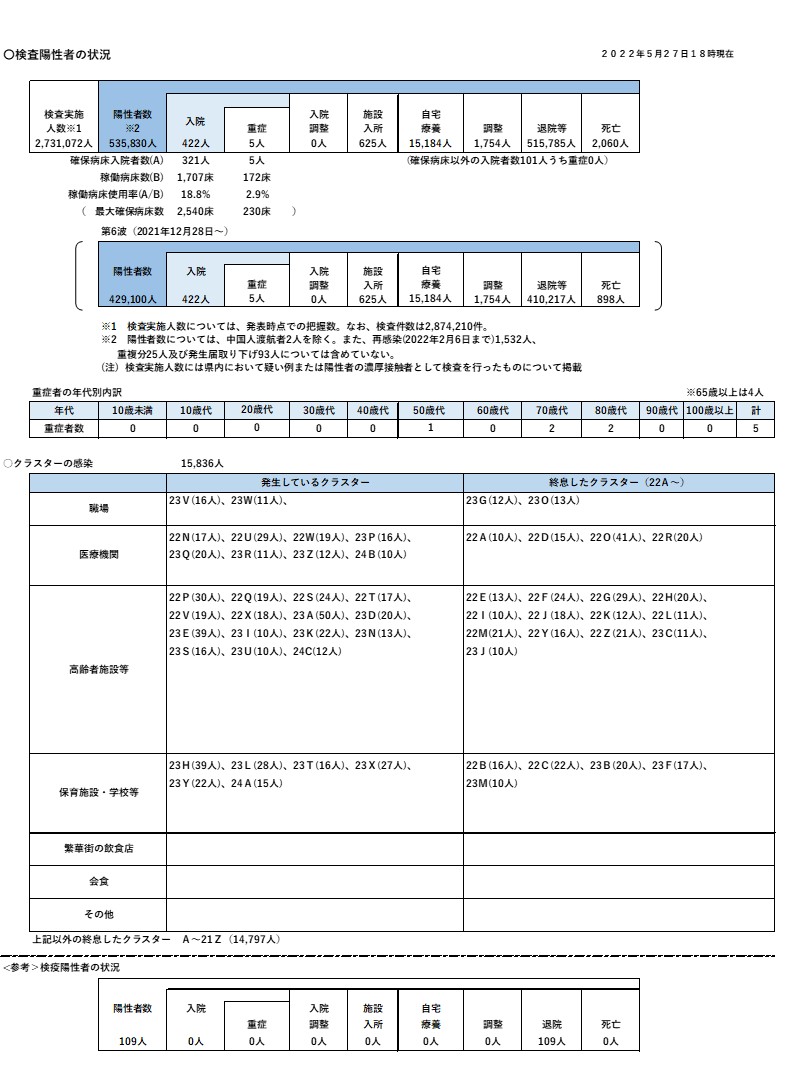 〇検査陽性者の状況
２０２２年５月２７日１８時現在
検査実施人数※1 陽性者数※2 入院 重症 入院調整 施設入所 自宅療養 調整 退院等 死亡
2,731,072人 535,830人 422人 5人 0人 625人 15,184人 1,754人 515,785人 2,060人
確保病床入院者数(A) 321人 5人 （確保病床以外の入院者数101人うち重症0人）
稼働病床数(B) 1,707床 172床
稼働病床使用率(A/B) 18.8% 2.9%
（ 最大確保病床数 2,540床 230床 ）
第6波（2021年12月28日～）
陽性者数 入院 重症 入院調整 施設入所 自宅療養 調整 退院等 死亡
429,100人 422人 5人 0人 625人 15,184人 1,754人 410,217人 898人
※1 検査実施人数については、発表時点での把握数。なお、検査件数は2,874,210件。
※2 陽性者数については、中国人渡航者2人を除く。また、再感染(2022年2月6日まで)1,532人、
重複分25人及び発生届取り下げ93人については含めていない。
（注）検査実施人数には県内において疑い例または陽性者の濃厚接触者として検査を行ったものについて掲載
重症者の年代別内訳 ※65歳以上は4人
年代 10歳未満 10歳代 20歳代 30歳代 40歳代 50歳代 60歳代 70歳代 80歳代 90歳代 100歳以上 計
重症者数 0 0 0 0 0 1 0 2 2 0 0 5
○クラスターの感染 15,836人
発生しているクラスター 終息したクラスター（22A～）
職場 23V(16人)、23W(11人)、 23G(12人)、23O(13人)
医療機関
22N(17人)、22U(29人)、22W(19人)、23P(16人)、
23Q(20人)、23R(11人)、23Z(12人)、24B(10人)
22A(10人)、22D(15人)、22O(41人)、22R(20人)
高齢者施設等
22P(30人)、22Q(19人)、22S(24人)、22T(17人)、
22V(19人)、22X(18人)、23A(50人)、23D(20人)、
23E(39人)、23I(10人)、23K(22人)、23N(13人)、
23S(16人)、23U(10人)、24C(12人)
22E(13人)、22F(24人)、22G(29人)、22H(20人)、
22I(10人)、22J(18人)、22K(12人)、22L(11人)、
22M(21人)、22Y(16人)、22Z(21人)、23C(11人)、
23J(10人)
保育施設・学校等
23H(39人)、23L(28人)、23T(16人)、23X(27人)、
23Y(22人)、24A(15人)
22B(16人)、22C(22人)、23B(20人)、23F(17人)、
23M(10人)
繁華街の飲食店
会食
その他
上記以外の終息したクラスター A～21Z（14,797人）
<参考>検疫陽性者の状況
陽性者数 入院 重症 入院調整 施設入所 自宅療養 調整 退院 死亡
109人 0人 0人 0人 0人 0人 0人 109人 0人